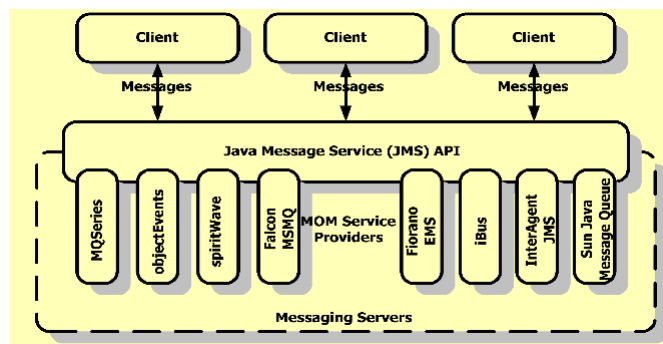 Client
Client
Client
Messages
Messages
Messages
Java Message Service (JMS) API
MQSeries
objectEvents
spiritWave
Falcon
MSMQ
MOM Service
Providers
Fiorano
EMS
iBus
InterAgent
JMS
Sun Java
Message Queue
Messaging Servers